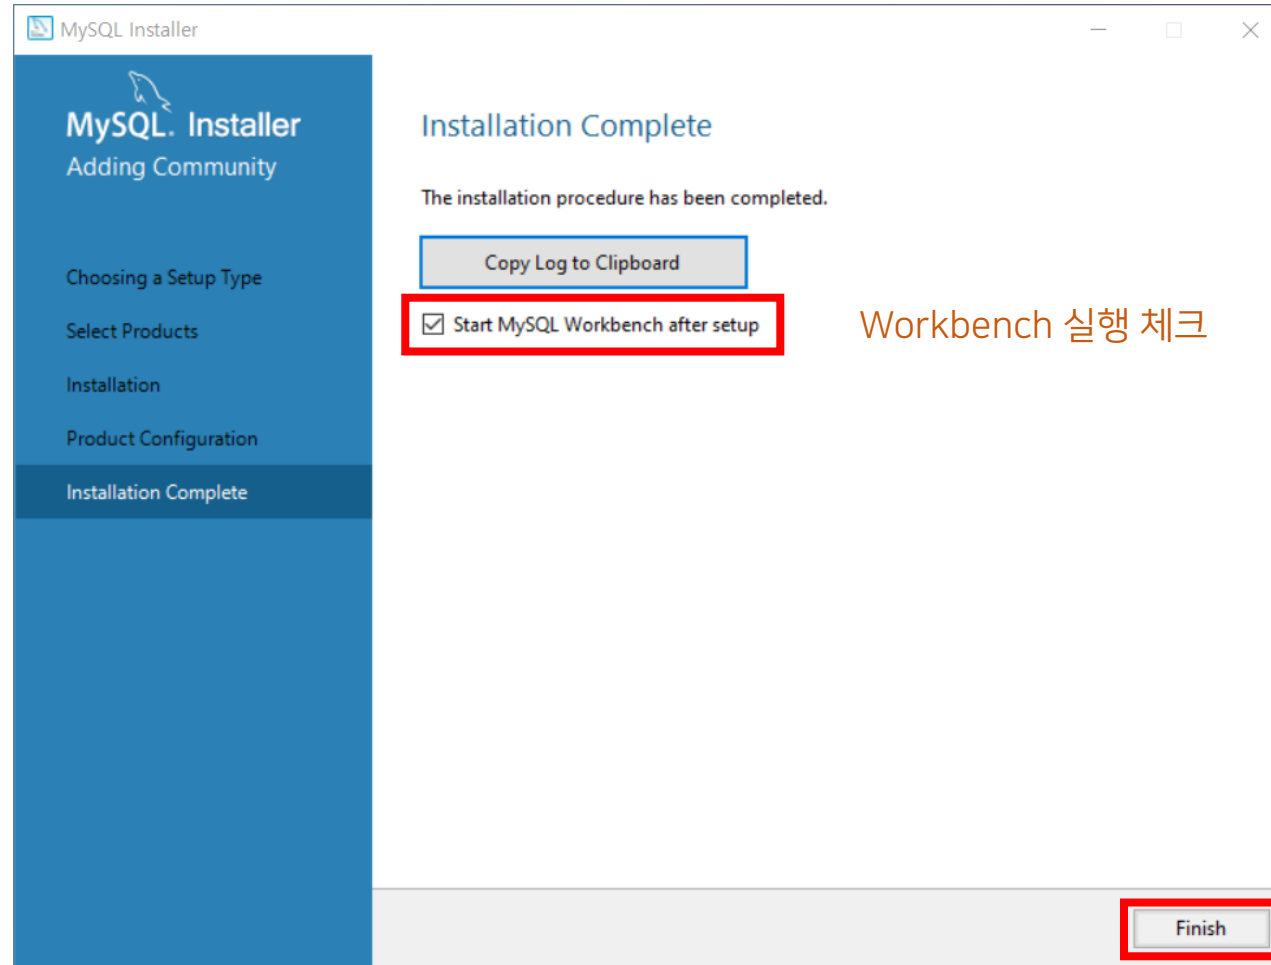 MySQL Installer
MySQL. Installer
Adding Community
Choosing a Setup Type
Select Products
Installation
Product Configuration
Installation Complete
Installation Complete
The installation procedure has been completed.
Copy Log to Clipboard
Start MySQL Workbench after setup
Workbench 실행 체크
Finish